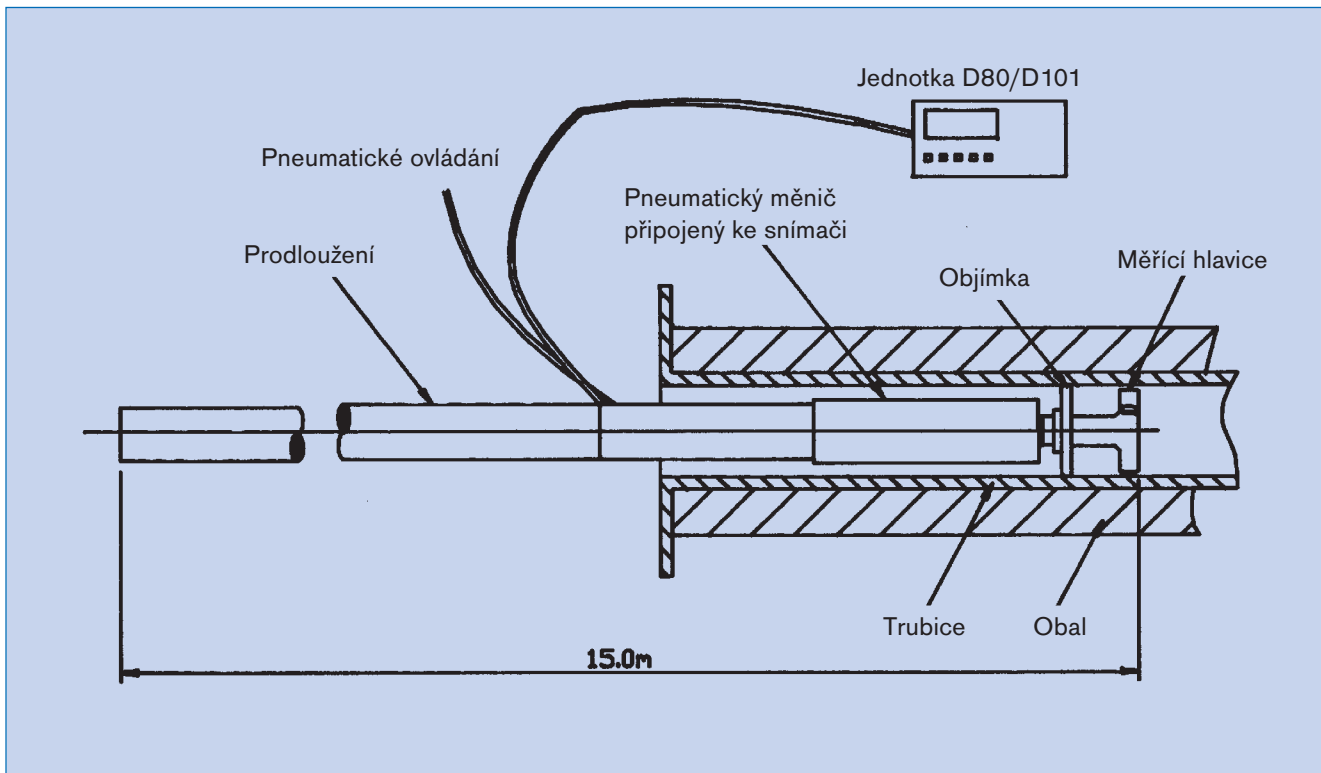 Jednotka D80/D101
Pneumatické ovládání
Pneumatický měnič
připojený ke snímači
Prodloužení
Měřící hlavice
Objímka
Trubice
Obal
15.0m